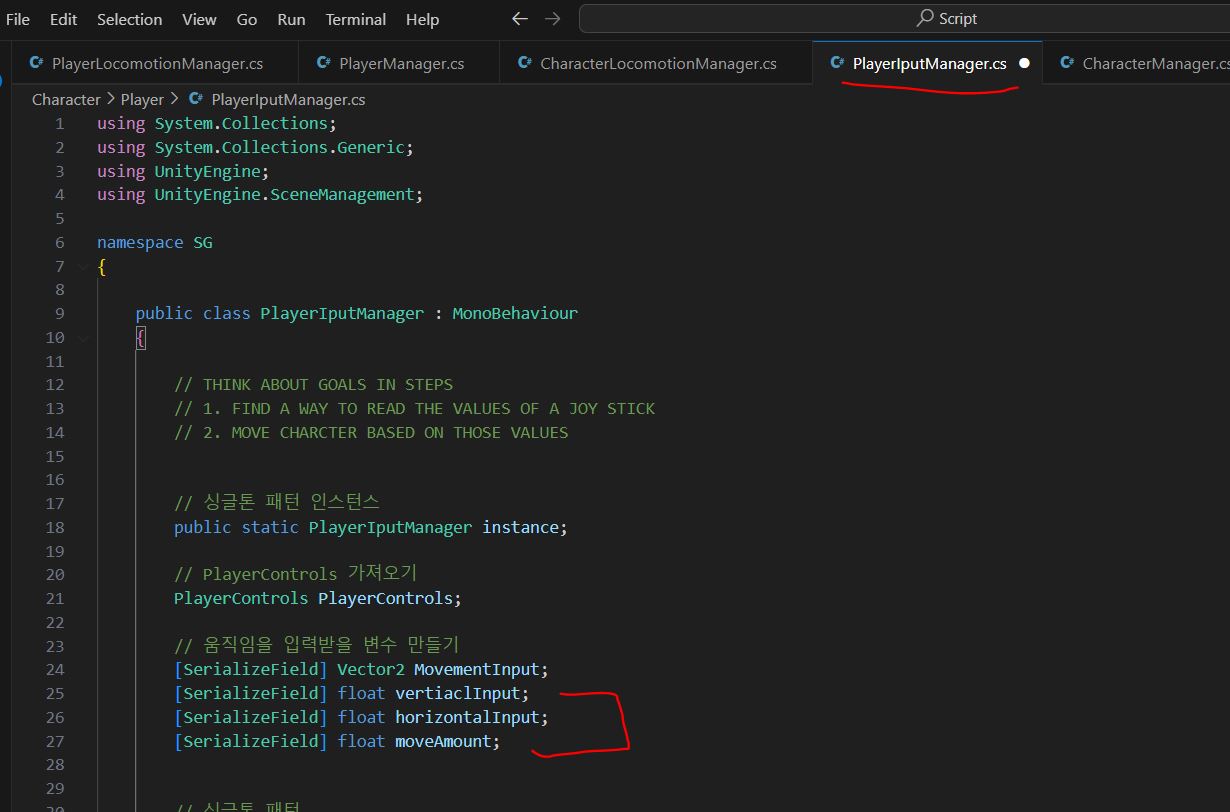 File Edit Selection View Go Run Terminal Help ← → Script
C# PlayerLocomotionManager.cs C# PlayerManager.cs C# CharacterLocomotionManager.cs C# PlayerIputManager.cs ● C# CharacterManager.cs
Character > Player > C# PlayerIputManager.cs
1 using System.Collections;
2 using System.Collections.Generic;
3 using UnityEngine;
4 using UnityEngine.SceneManagement;
5
6 namespace SG
7 {
8
9 public class PlayerIputManager : MonoBehaviour
10 {
11
12 // THINK ABOUT GOALS IN STEPS
13 // 1. FIND A WAY TO READ THE VALUES OF A JOY STICK
14 // 2. MOVE CHARCTER BASED ON THOSE VALUES
15
16
17 // 싱글톤 패턴 인스턴스
18 public static PlayerIputManager instance;
19
20 // PlayerControls 가져오기
21 PlayerControls PlayerControls;
22
23 // 움직임을 입력받을 변수 만들기
24 [SerializeField] Vector2 MovementInput;
25 [SerializeField] float vertiaclInput;
26 [SerializeField] float horizontalInput;
27 [SerializeField] float moveAmount;
28
29
30 // 싱글톤 패턴